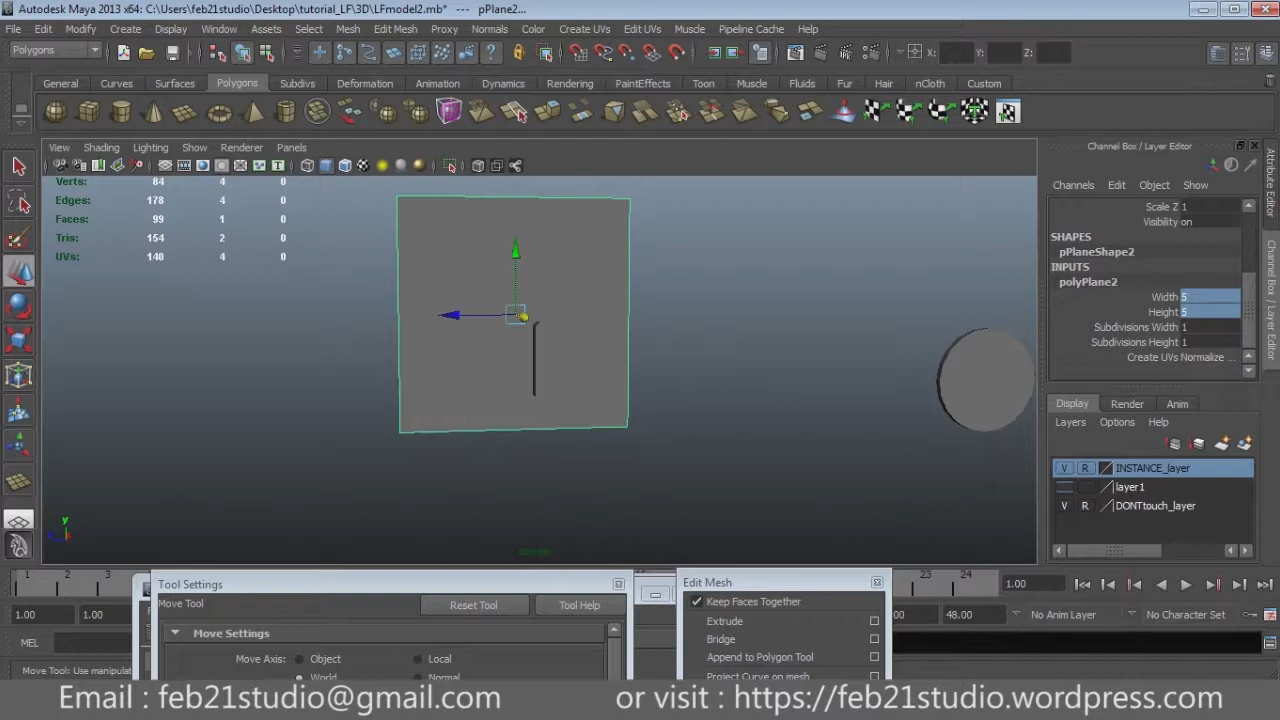 Autodesk Maya 2013 x64: C:\Users\feb21studio\Desktop\tutorial_LF\3D\LFmodel2.mb* --- pPlane2...
File Edit Modify Create Display Window Assets Select Mesh Edit Mesh Proxy Normals Color Create UVs Edit UVs Muscle Pipeline Cache Help
Polygons X: Y: Z:
General Curves Surfaces Polygons Subdivs Deformation Animation Dynamics Rendering PaintEffects Toon Muscle Fluids Fur Hair nCloth Custom
View Shading Lighting Show Renderer Panels
Channel Box / Layer Editor
Channels Edit Object Show
Verts: 84 4 0
Edges: 178 4 0
Faces: 99 1 0
Tris: 154 2 0
UVs: 140 4 0
Scale Z 1
Visibility on
SHAPES
pPlaneShape2
INPUTS
polyPlane2
Width 5
Height 5
Subdivisions Width 1
Subdivisions Height 1
Create UVs Normalize ...
Attribute Editor
Channel Box / Layer Editor
Display Render Anim
Layers Options Help
V R INSTANCE_layer
layer1
V R DONTtouch_layer
y
1 2 3 23 24 1.00
1.00 1.00 00 48.00 No Anim Layer No Character Set
MEL
Move Tool: Use manipulat
Tool Settings
Move Tool Reset Tool Tool Help
Move Settings
Move Axis: Object Local
World Normal
Edit Mesh
Keep Faces Together
Extrude
Bridge
Append to Polygon Tool
Project Curve on mesh
Email : feb21studio@gmail.com or visit : https://feb21studio.wordpress.com